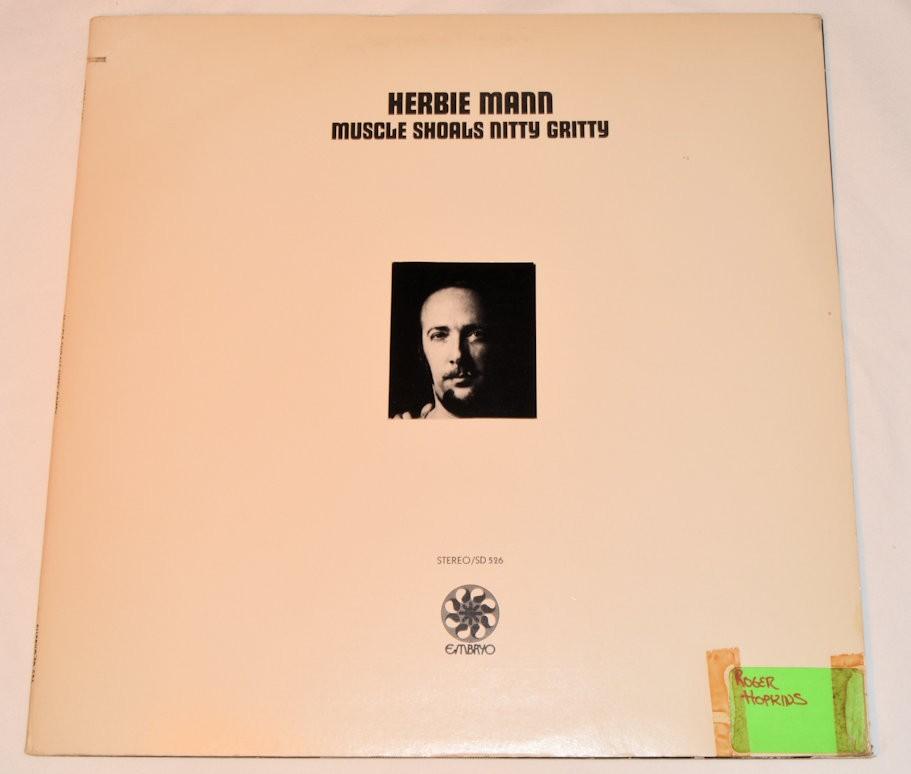 HERBIE MANN
MUSCLE SHOALS NITTY GRITTY
STEREO/SD 526
EMBRYO
ROGER
HOPKINS